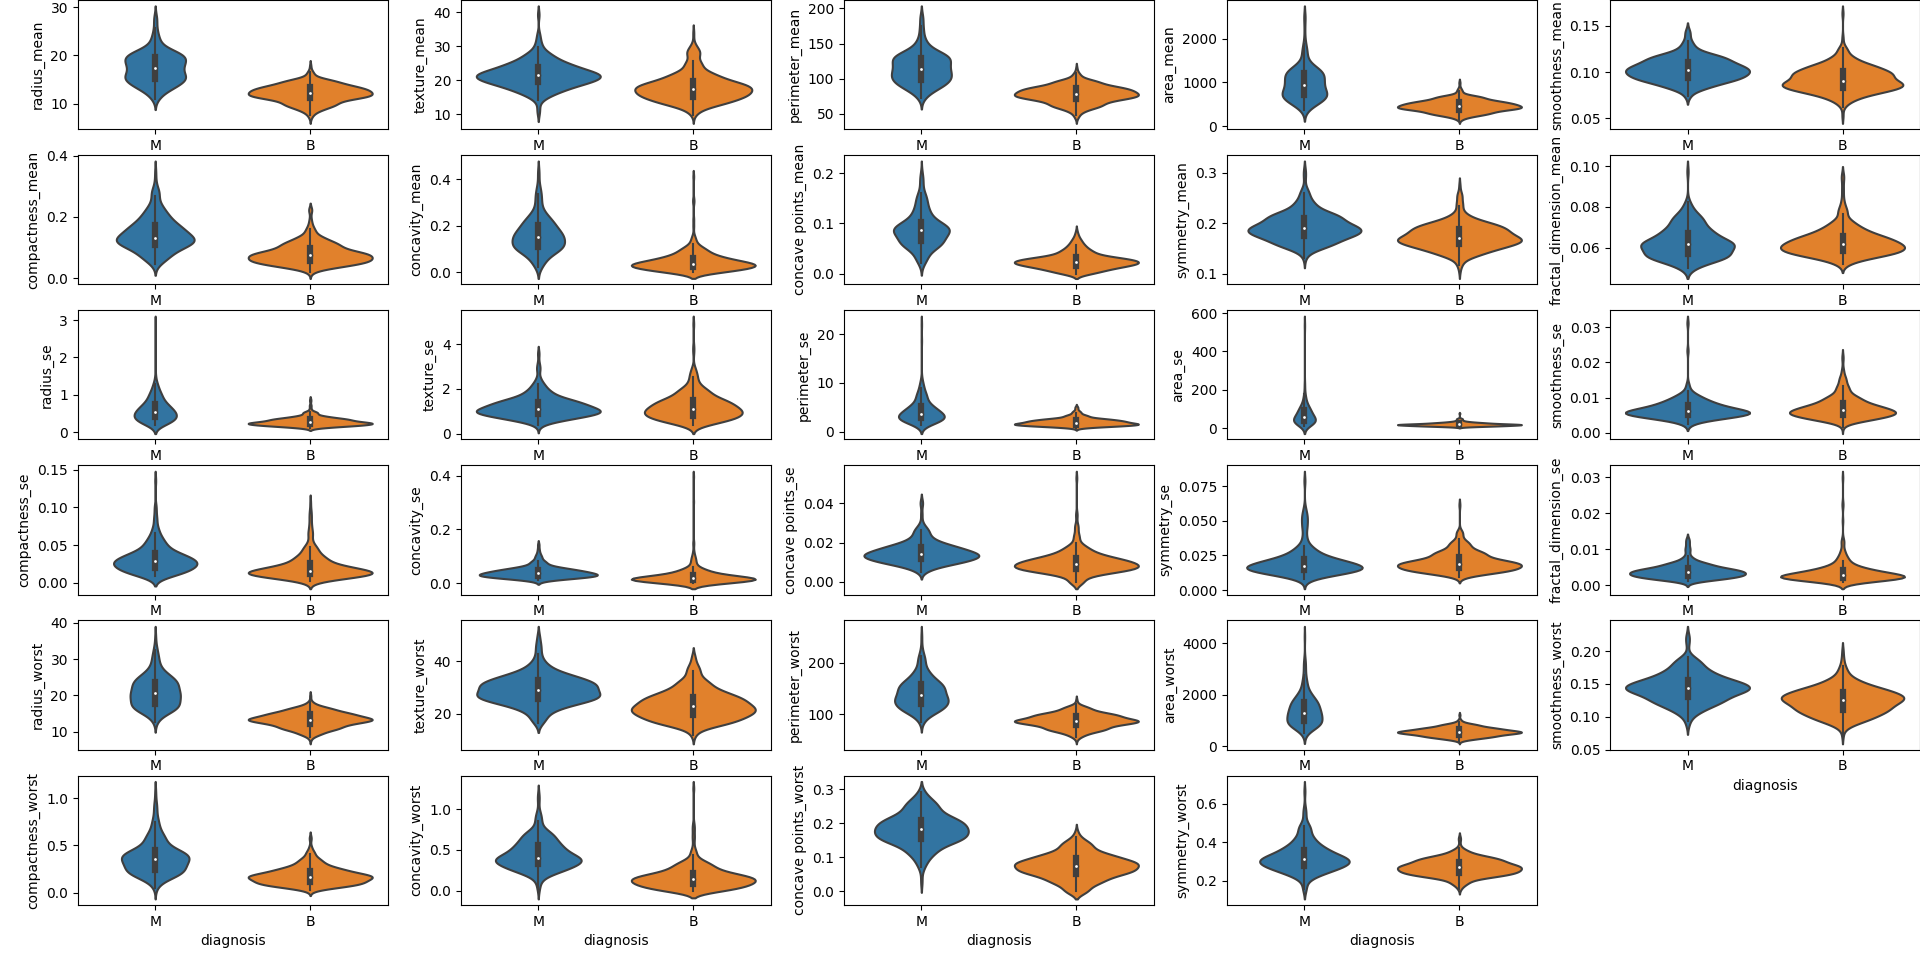 radius_mean
30
20
10
M B
texture_mean
40
30
20
10
M B
perimeter_mean
200
150
100
50
M B
area_mean
2000
1000
0
M B
smoothness_mean
0.15
0.10
0.05
M B
compactness_mean
0.4
0.2
0.0
M B
concavity_mean
0.4
0.2
0.0
M B
concave points_mean
0.2
0.1
0.0
M B
symmetry_mean
0.3
0.2
0.1
M B
fractal_dimension_mean
0.10
0.08
0.06
M B
radius_se
3
2
1
0
M B
texture_se
4
2
0
M B
perimeter_se
20
10
0
M B
area_se
600
400
200
0
M B
smoothness_se
0.03
0.02
0.01
0.00
M B
compactness_se
0.15
0.10
0.05
0.00
M B
concavity_se
0.4
0.2
0.0
M B
concave points_se
0.04
0.02
0.00
M B
symmetry_se
0.075
0.050
0.025
0.000
M B
fractal_dimension_se
0.03
0.02
0.01
0.00
M B
radius_worst
40
30
20
10
M B
texture_worst
40
20
M B
perimeter_worst
200
100
M B
area_worst
4000
2000
0
M B
smoothness_worst
0.20
0.15
0.10
0.05
M B
diagnosis
compactness_worst
1.0
0.5
0.0
M B
diagnosis
concavity_worst
1.0
0.5
0.0
M B
diagnosis
concave points_worst
0.3
0.2
0.1
0.0
M B
diagnosis
symmetry_worst
0.6
0.4
0.2
M B
diagnosis